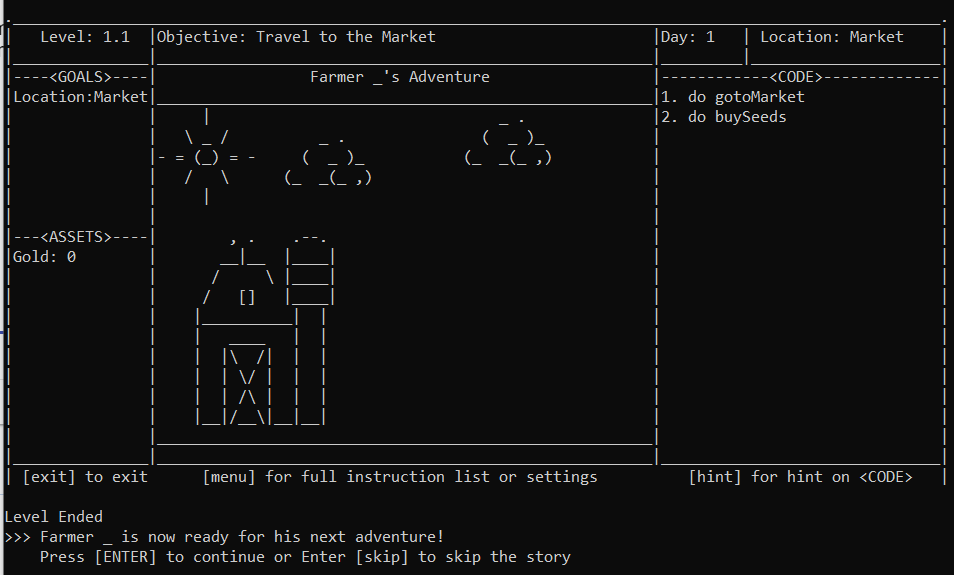 Level: 1.1 Objective: Travel to the Market Day: 1 Location: Market
----<GOALS>---- Farmer _'s Adventure ------------<CODE>-------------
Location:Market 1. do gotoMarket
2. do buySeeds
---<ASSETS>----
Gold: 0
[exit] to exit [menu] for full instruction list or settings [hint] for hint on <CODE>
Level Ended
>>> Farmer _ is now ready for his next adventure!
Press [ENTER] to continue or Enter [skip] to skip the story